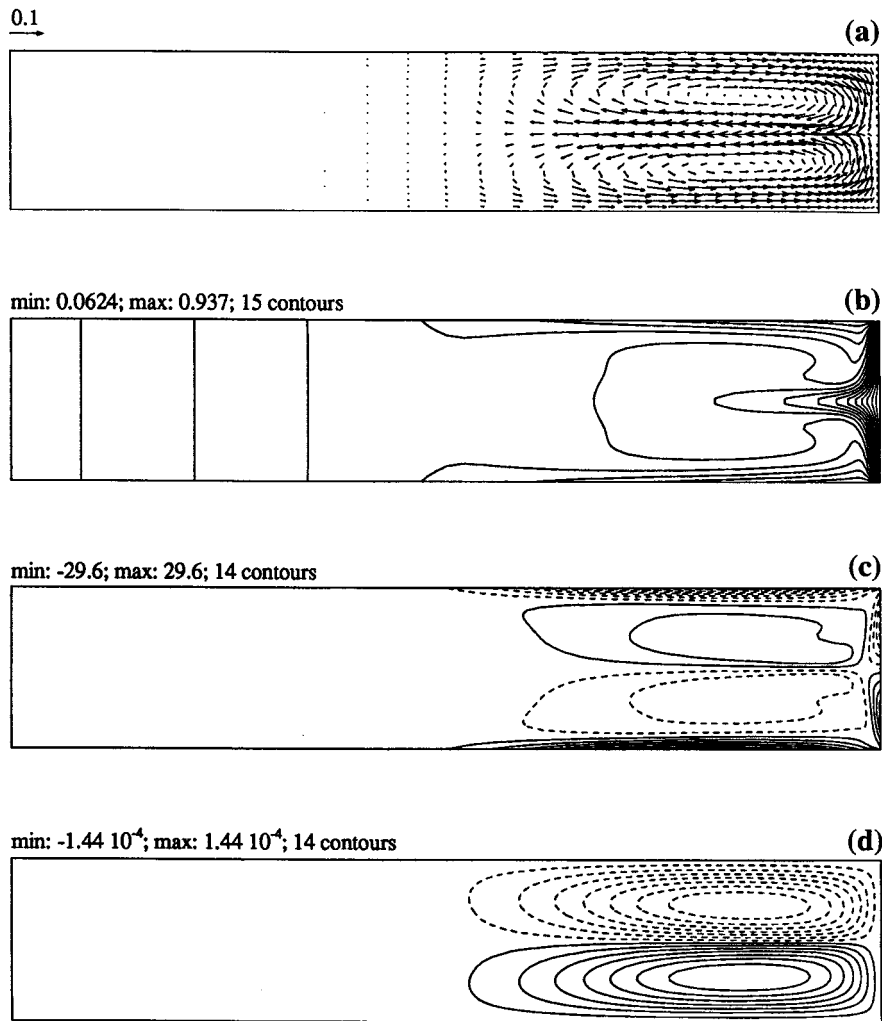 0.1
(a)
min: 0.0624; max: 0.937; 15 contours
(b)
min: -29.6; max: 29.6; 14 contours
(c)
min: -1.44 10⁻⁴; max: 1.44 10⁻⁴; 14 contours
(d)